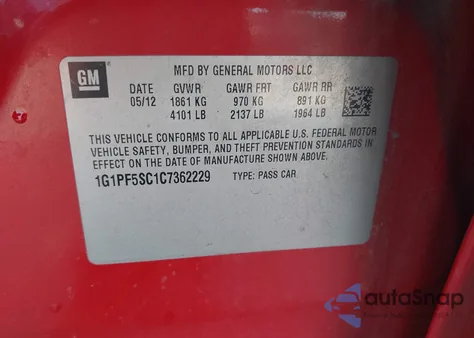 GM
MFD BY GENERAL MOTORS LLC
DATE GVWR GAWR FRT GAWR RR
05/12 1861 KG 970 KG 891 KG
4101 LB 2137 LB 1964 LB
THIS VEHICLE CONFORMS TO ALL APPLICABLE U.S. FEDERAL MOTOR
VEHICLE SAFETY, BUMPER, AND THEFT PREVENTION STANDARDS IN
EFFECT ON THE DATE OF MANUFACTURE SHOWN ABOVE.
1G1PF5SC1C7362229 TYPE: PASS CAR
autoSnap